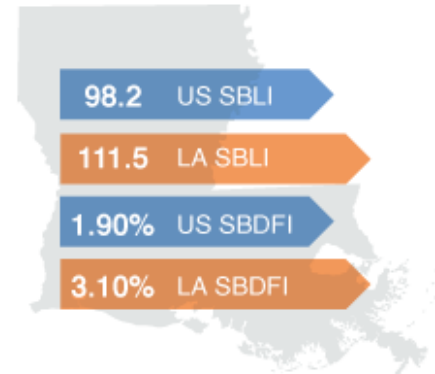 98.2 US SBLI
111.5 LA SBLI
1.90% US SBDFI
3.10% LA SBDFI